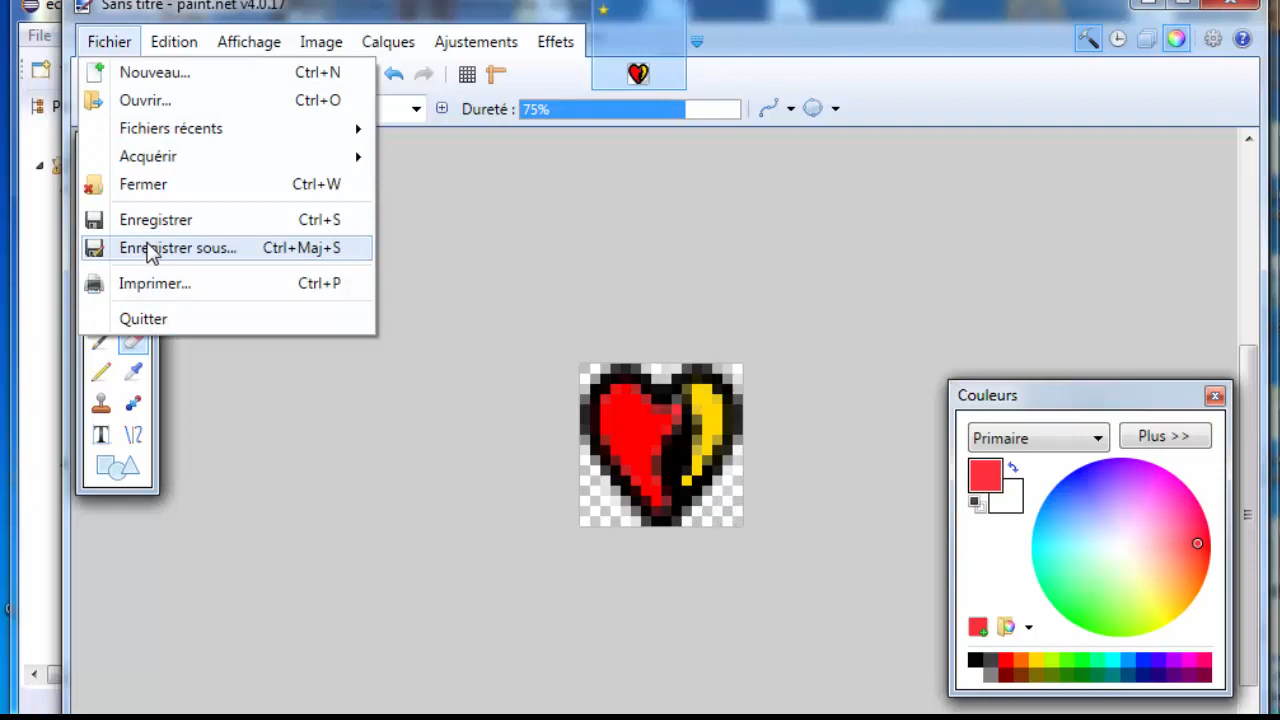 Sans titre - paint.net v4.0.17
File
Fichier Edition Affichage Image Calques Ajustements Effets
Nouveau... Ctrl+N
Ouvrir... Ctrl+O
Dureté : 75%
Fichiers récents
Acquérir
Fermer Ctrl+W
Enregistrer Ctrl+S
Enregistrer sous... Ctrl+Maj+S
Imprimer... Ctrl+P
Quitter
Couleurs
Primaire Plus >>